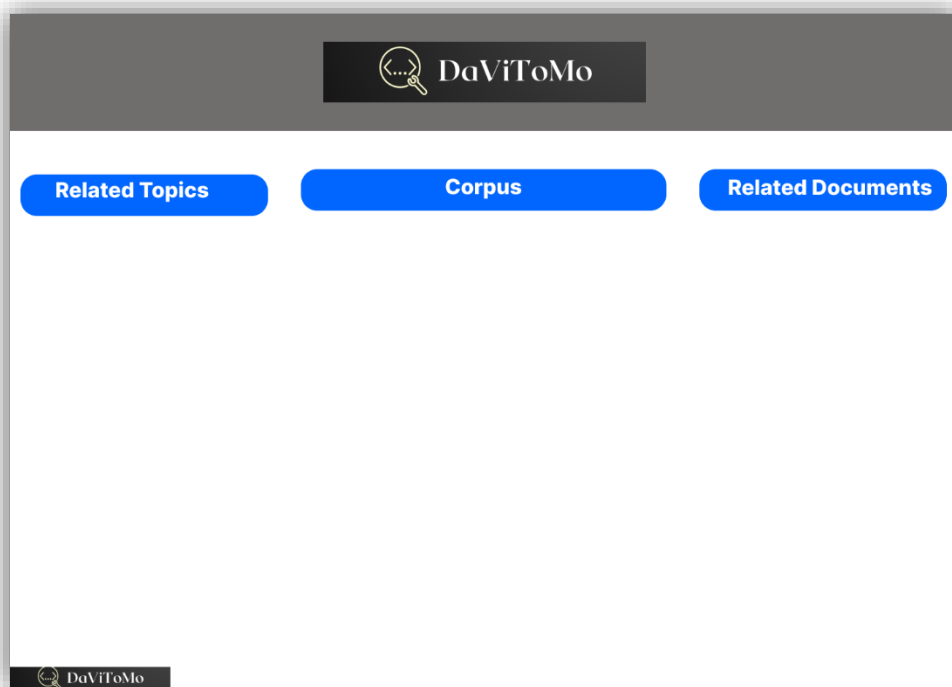 DaViToMo
Related Topics
Corpus
Related Documents
DaViToMo